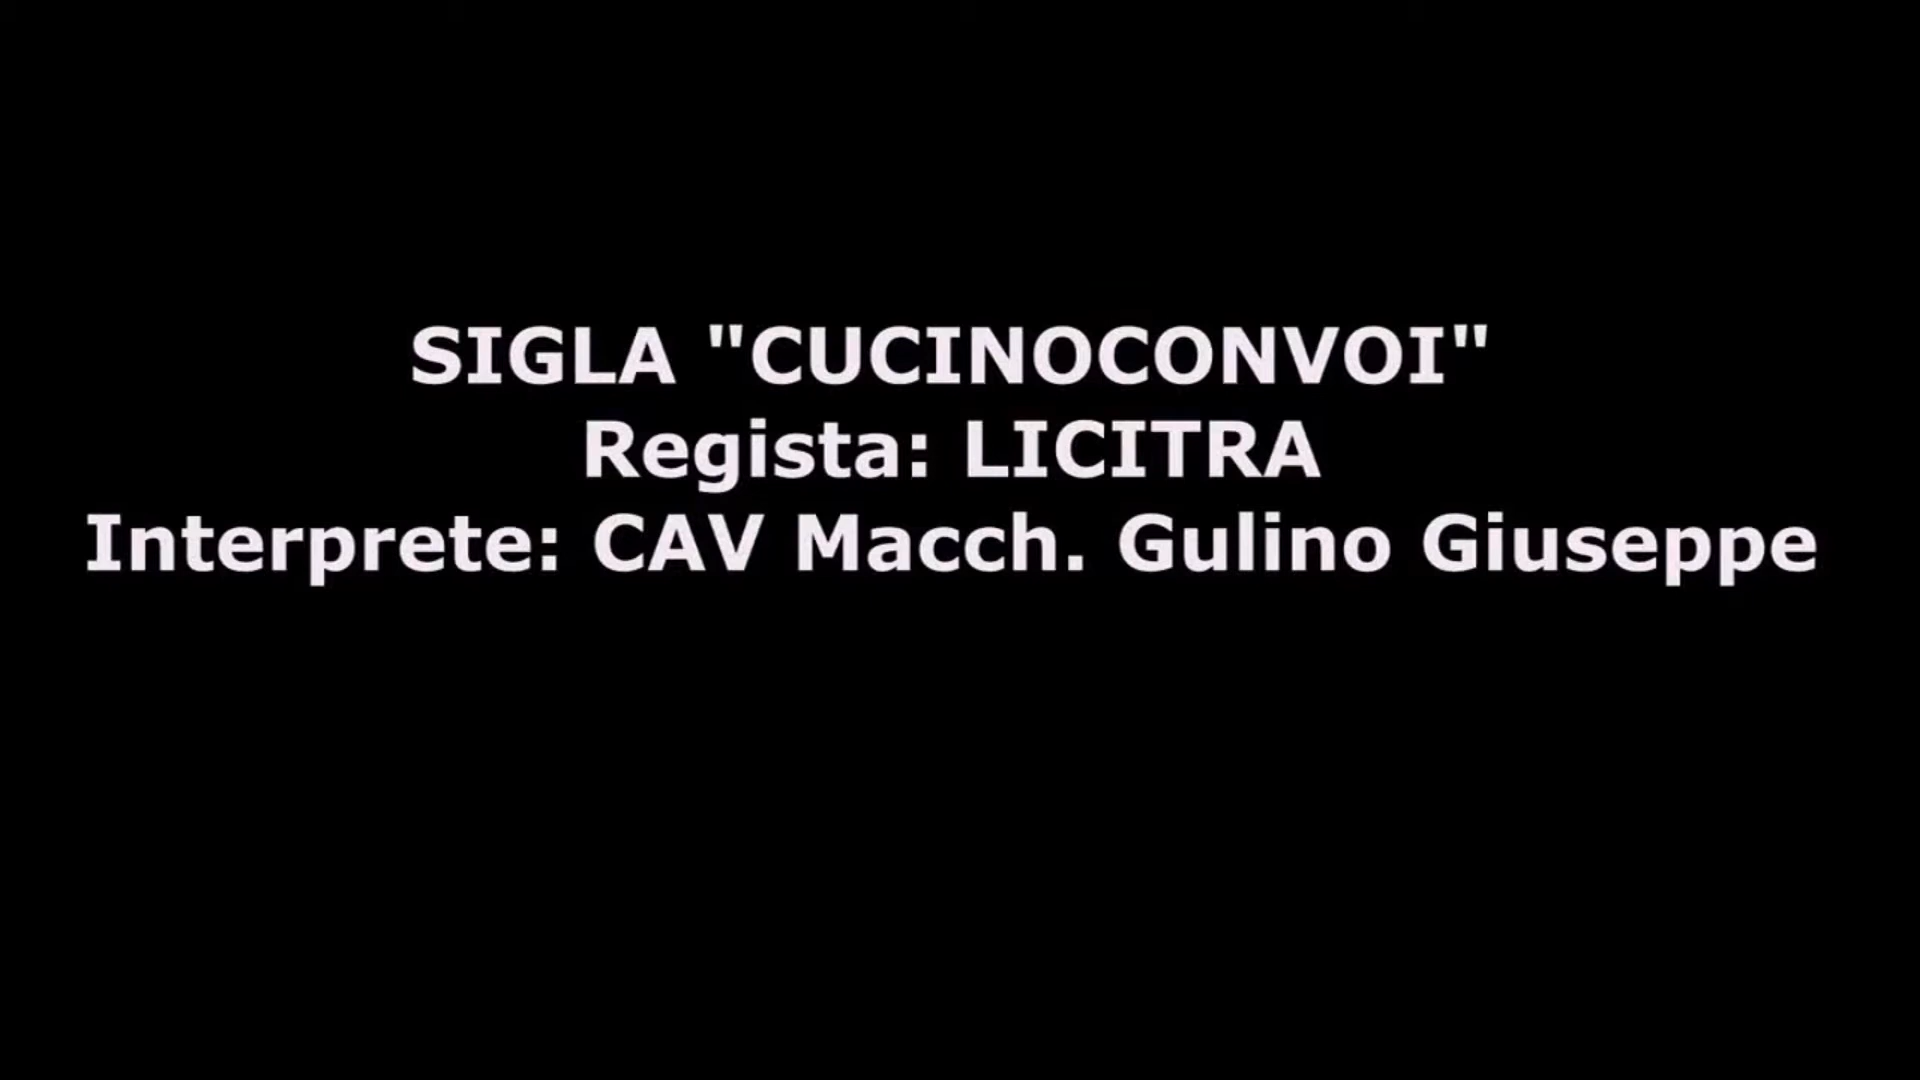 SIGLA "CUCINOCONVOI"
Regista: LICITRA
Interprete: CAV Macch. Gulino Giuseppe